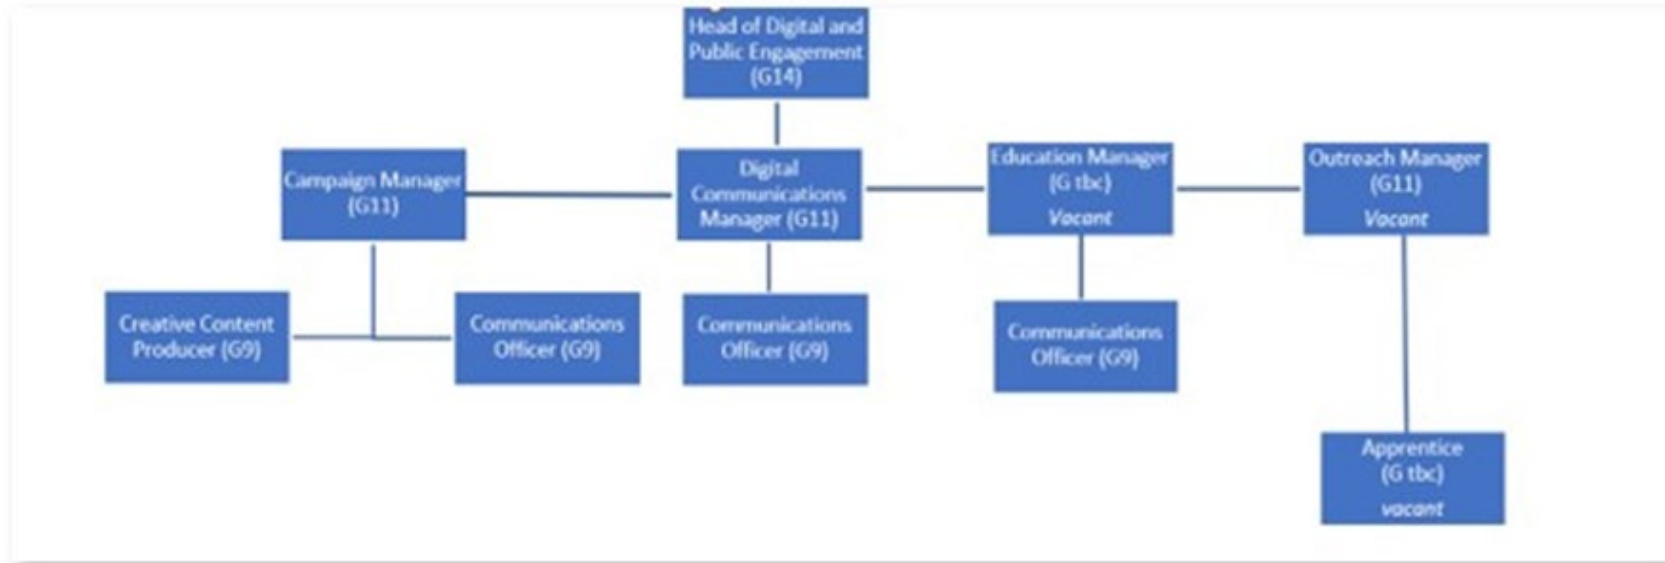 Head of Digital and
Public Engagement
(G14)
Campaign Manager
(G11)
Digital
Communications
Manager (G11)
Education Manager
(G tbc)
Vacant
Outreach Manager
(G11)
Vacant
Creative Content
Producer (G9)
Communications
Officer (G9)
Communications
Officer (G9)
Communications
Officer (G9)
Apprentice
(G tbc)
vacant